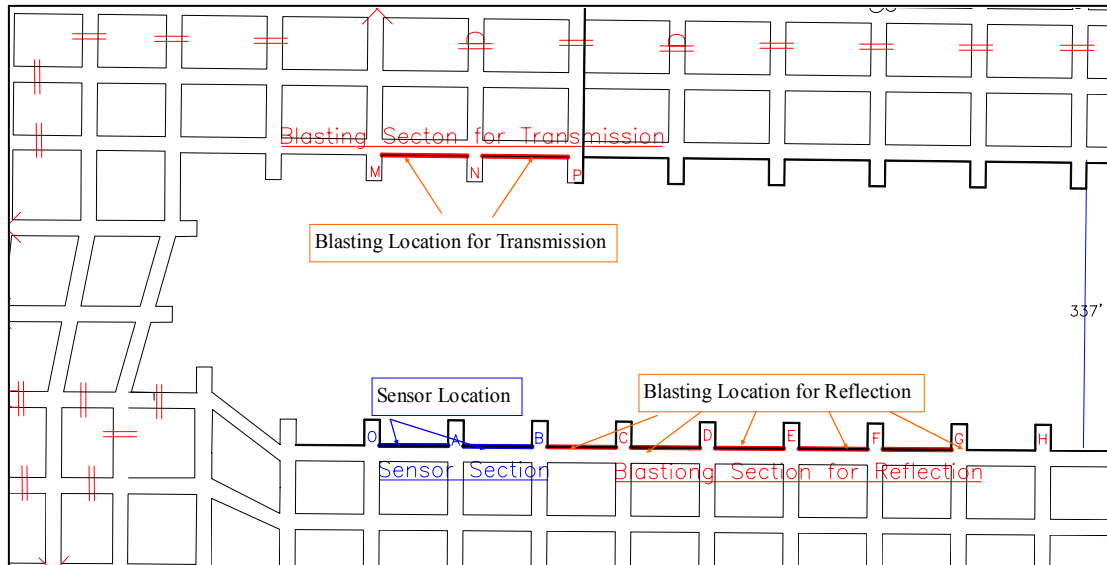 Blasting Secton for Transmission
M N P
Blasting Location for Transmission
337'
Sensor Location
Blasting Location for Reflection
O A B C D E F G H
Sensor Section
Blastiong Section for Reflection